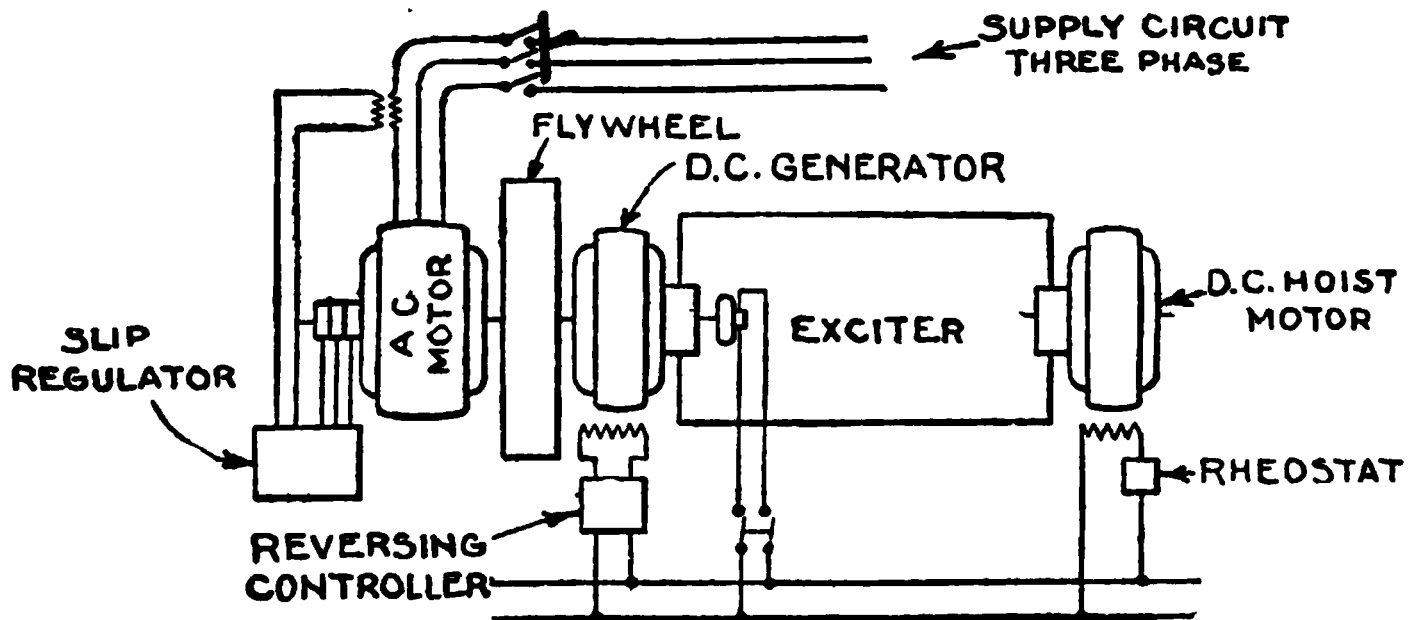 SUPPLY CIRCUIT
THREE PHASE
FLYWHEEL
D.C. GENERATOR
A C
MOTOR
EXCITER
D.C. HOIST
MOTOR
SLIP
REGULATOR
RHEOSTAT
REVERSING
CONTROLLER